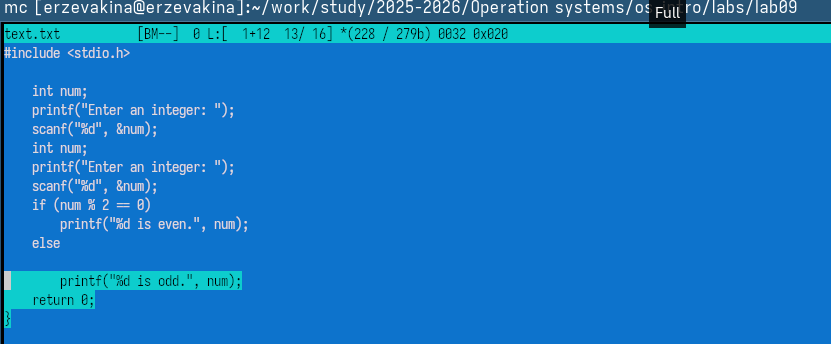 mc [erzevakina@erzevakina]:~/work/study/2025-2026/Operation systems/os-intro/labs/lab09
Full
text.txt [BM--] 0 L:[ 1+12 13/ 16] *(228 / 279b) 0032 0x020
#include <stdio.h>
int num;
printf("Enter an integer: ");
scanf("%d", &num);
int num;
printf("Enter an integer: ");
scanf("%d", &num);
if (num % 2 == 0)
printf("%d is even.", num);
else
printf("%d is odd.", num);
return 0;
}